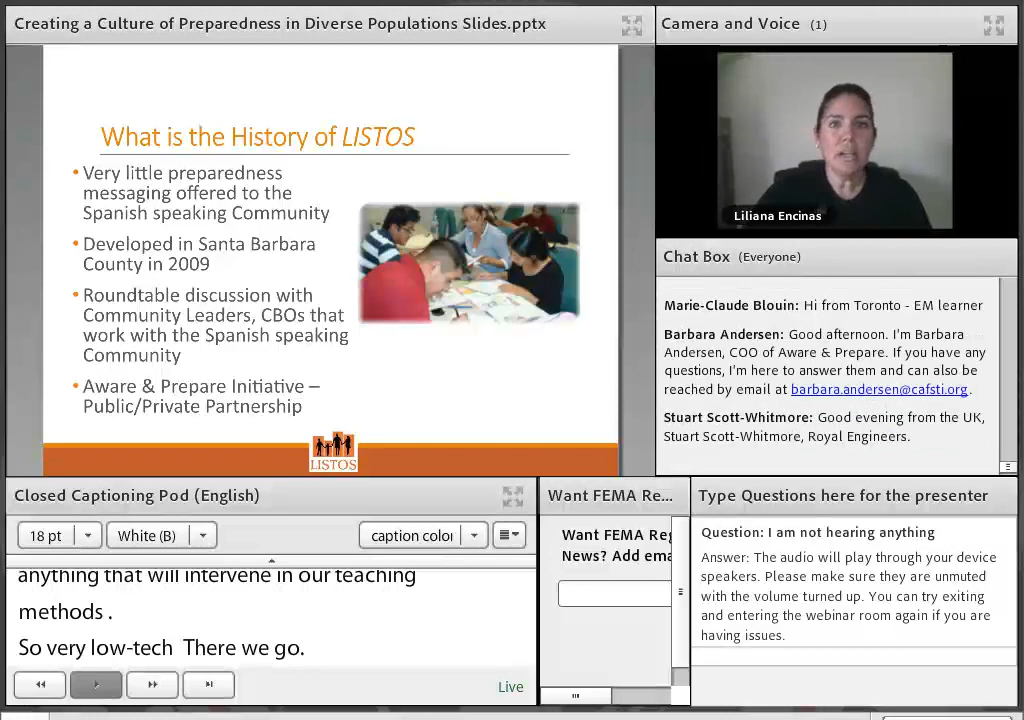 Creating a Culture of Preparedness in Diverse Populations Slides.pptx
What is the History of LISTOS
• Very little preparedness
messaging offered to the
Spanish speaking Community
• Developed in Santa Barbara
County in 2009
• Roundtable discussion with
Community Leaders, CBOs that
work with the Spanish speaking
Community
• Aware & Prepare Initiative –
Public/Private Partnership
LISTOS
Camera and Voice (1)
Liliana Encinas
Chat Box (Everyone)
Marie-Claude Blouin: Hi from Toronto - EM learner
Barbara Andersen: Good afternoon. I'm Barbara
Andersen, COO of Aware & Prepare. If you have any
questions, I'm here to answer them and can also be
reached by email at barbara.andersen@cafsti.org.
Stuart Scott-Whitmore: Good evening from the UK,
Stuart Scott-Whitmore, Royal Engineers.
Closed Captioning Pod (English)
18 pt
White (B)
caption color
anything that will intervene in our teaching
methods .
So very low-tech There we go.
Live
Want FEMA Re...
Want FEMA Reg
News? Add ema
Type Questions here for the presenter
Question: I am not hearing anything
Answer: The audio will play through your device
speakers. Please make sure they are unmuted
with the volume turned up. You can try exiting
and entering the webinar room again if you are
having issues.